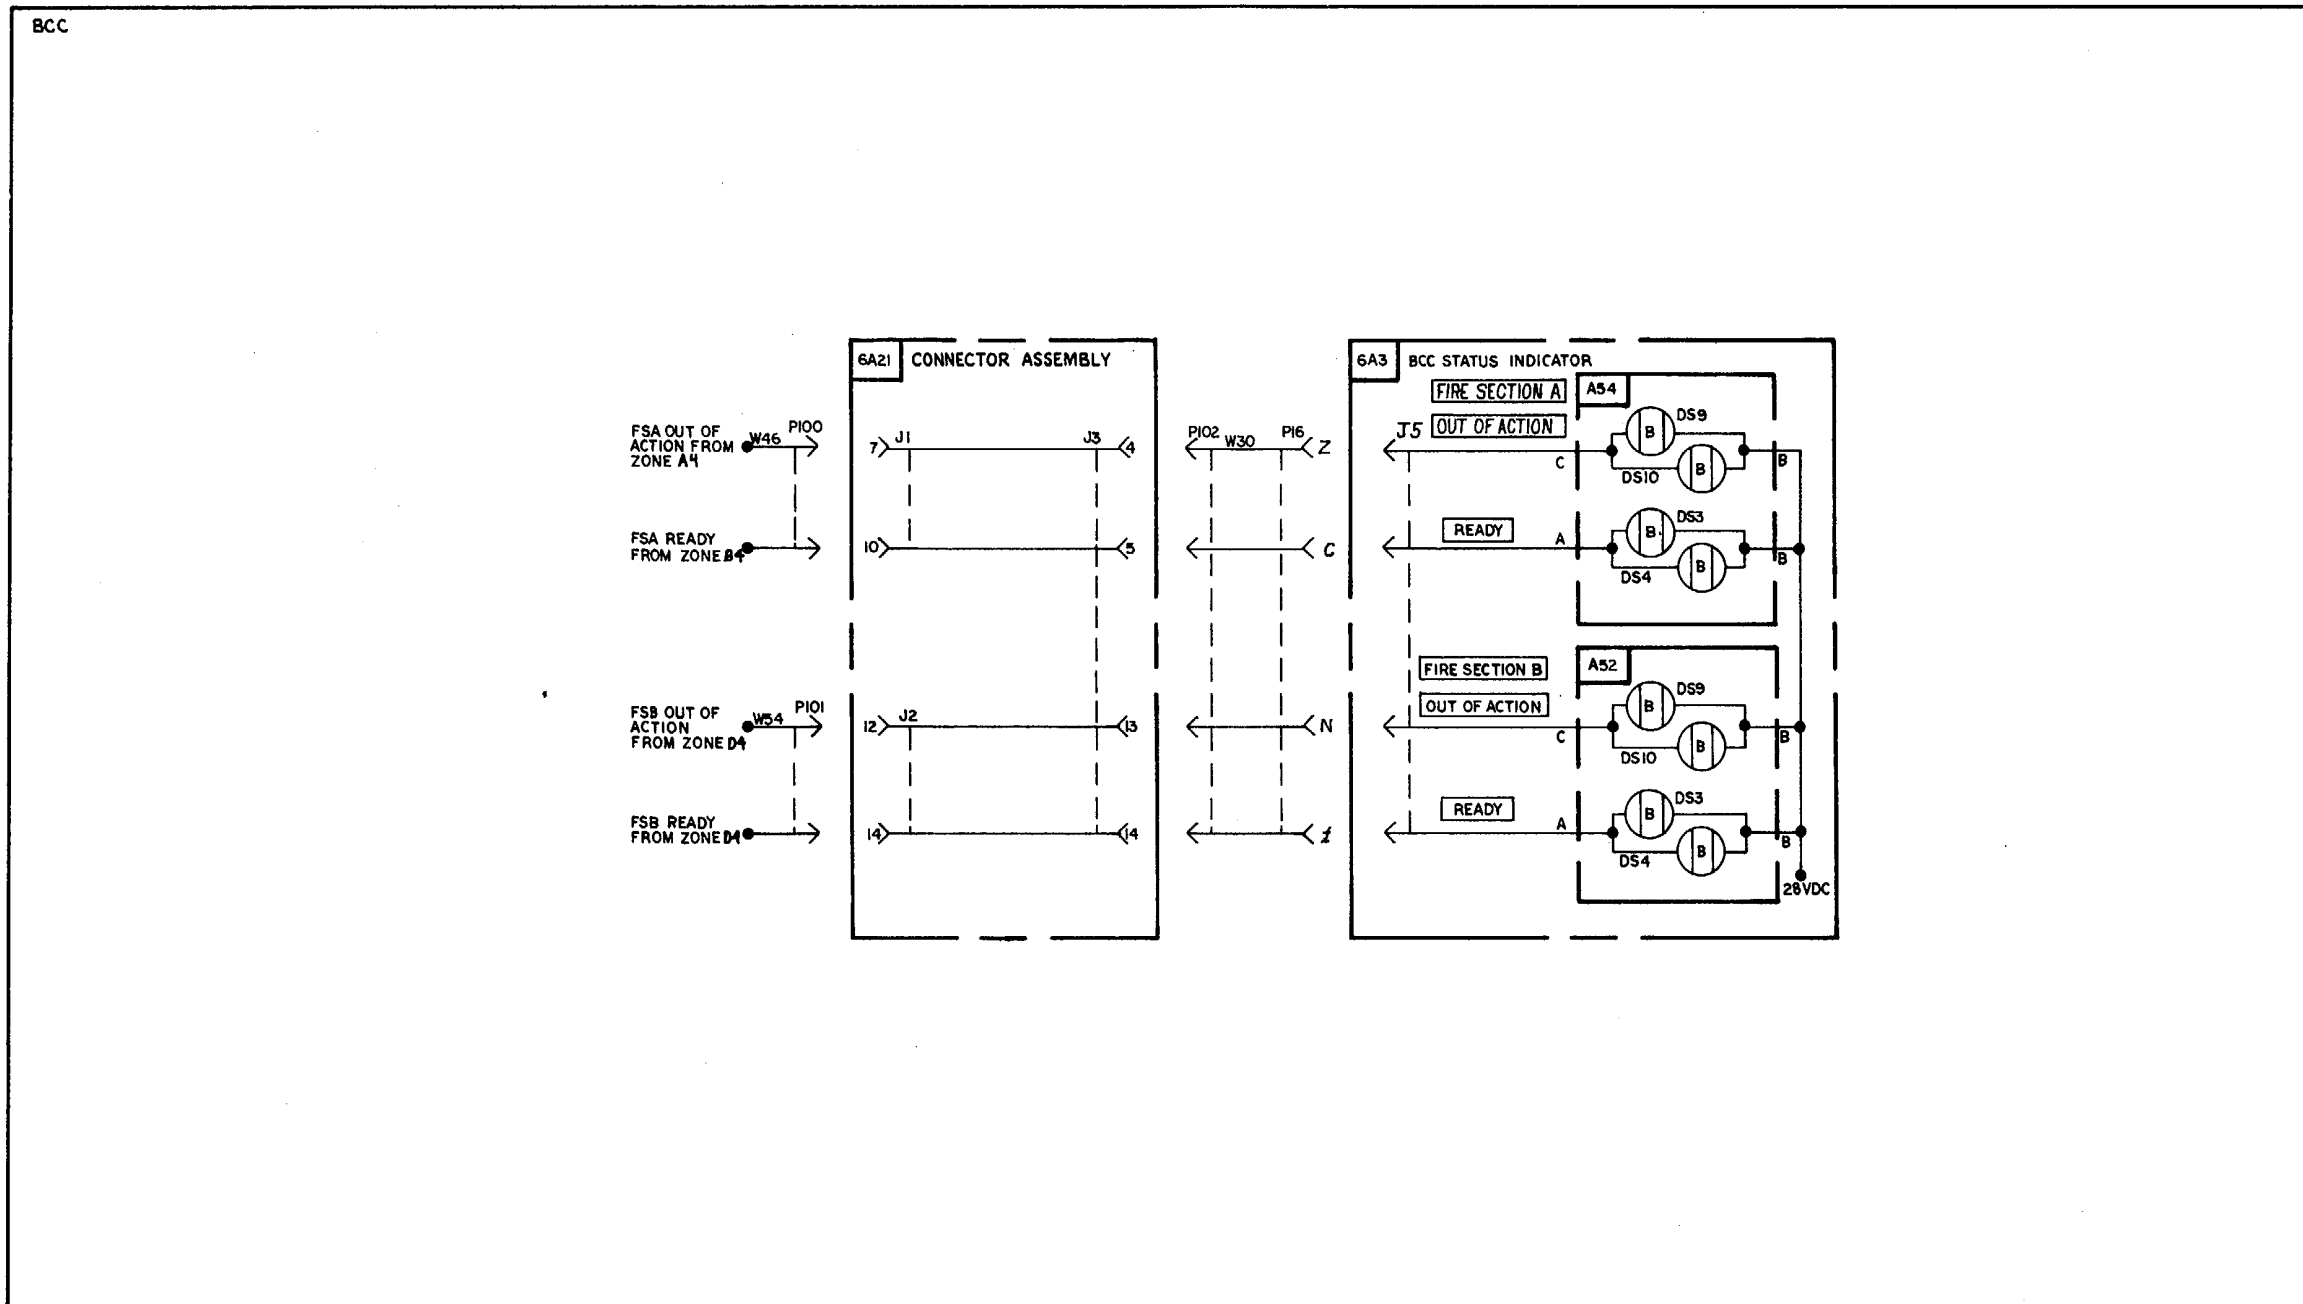 BCC
6A21 CONNECTOR ASSEMBLY
6A3 BCC STATUS INDICATOR
FIRE SECTION A
A54
FSA OUT OF
ACTION FROM
ZONE A4
W46
P100
7
J1
J3
4
P102
W30
P16
Z
J5
OUT OF ACTION
C
DS9
B
DS10
B
B
FSA READY
FROM ZONE B4
10
5
C
READY
A
DS3
B
DS4
B
B
FIRE SECTION B
A52
FSB OUT OF
ACTION
FROM ZONE D4
W54
P101
12
J2
13
N
OUT OF ACTION
C
DS9
B
DS10
B
B
FSB READY
FROM ZONE D4
14
14
READY
A
DS3
B
DS4
B
B
28VDC